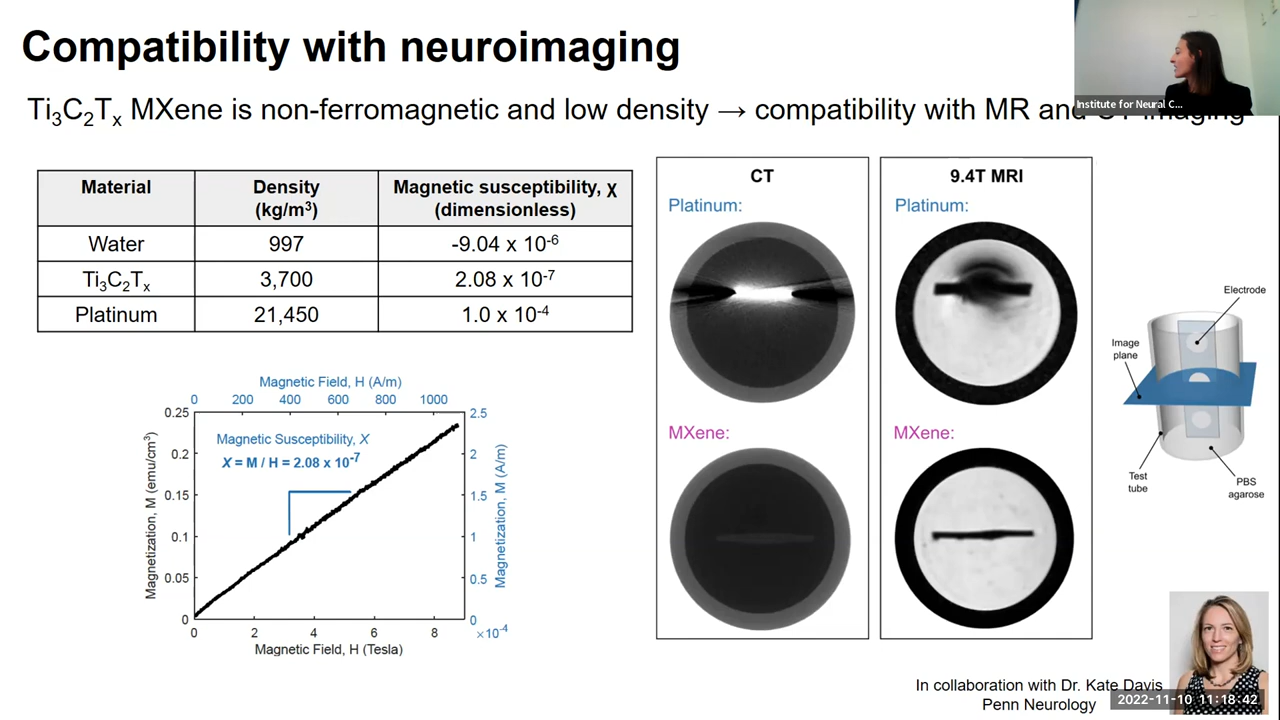 Compatibility with neuroimaging
Ti₃C₂Tₓ MXene is non-ferromagnetic and low density → compatibility with MR and CT imaging
Institute for Neural C...
Material Density (kg/m³) Magnetic susceptibility, χ (dimensionless)
Water 997 -9.04 x 10⁻⁶
Ti₃C₂Tₓ 3,700 2.08 x 10⁻⁷
Platinum 21,450 1.0 x 10⁻⁴
Magnetic Field, H (A/m)
0 200 400 600 800 1000
Magnetization, M (emu/cm³)
0.25
0.2
0.15
0.1
0.05
0
Magnetic Susceptibility, X
X = M / H = 2.08 x 10⁻⁷
2.5
2
1.5
1
0.5
0
Magnetization, M (A/m)
0 2 4 6 8 ×10⁻⁴
Magnetic Field, H (Tesla)
CT
Platinum:
MXene:
9.4T MRI
Platinum:
MXene:
Electrode
Image plane
Test tube
PBS agarose
In collaboration with Dr. Kate Davis
Penn Neurology
2022-11-10 11:18:42